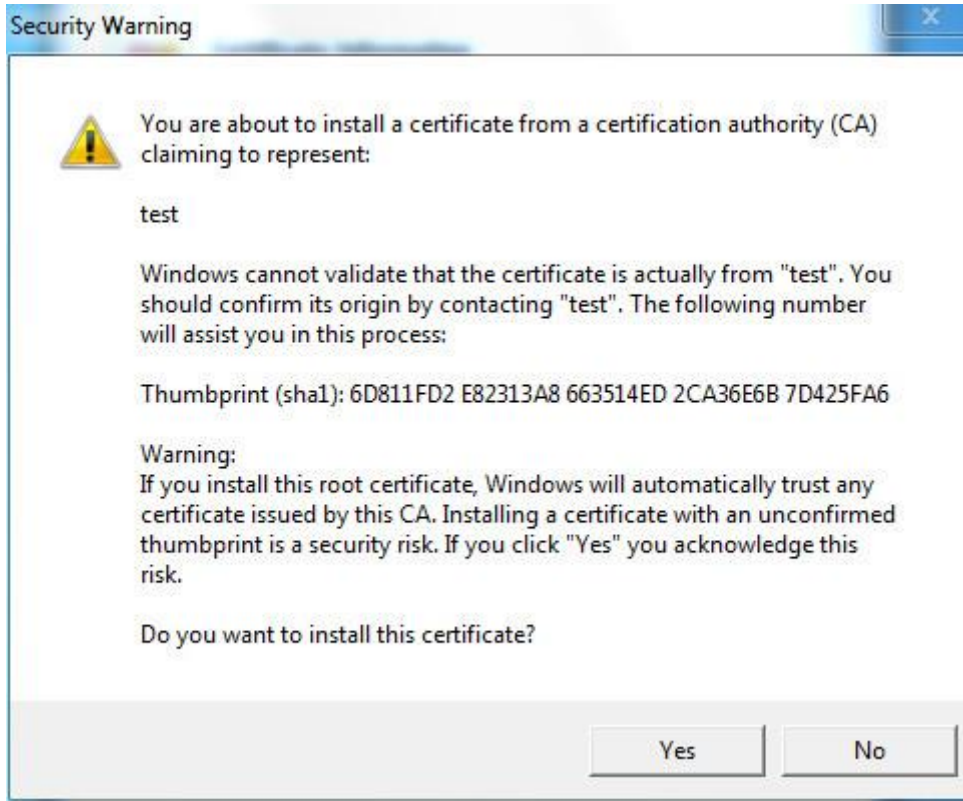 Security Warning
You are about to install a certificate from a certification authority (CA)
claiming to represent:
test
Windows cannot validate that the certificate is actually from "test". You
should confirm its origin by contacting "test". The following number
will assist you in this process:
Thumbprint (sha1): 6D811FD2 E82313A8 663514ED 2CA36E6B 7D425FA6
Warning:
If you install this root certificate, Windows will automatically trust any
certificate issued by this CA. Installing a certificate with an unconfirmed
thumbprint is a security risk. If you click "Yes" you acknowledge this
risk.
Do you want to install this certificate?
Yes No